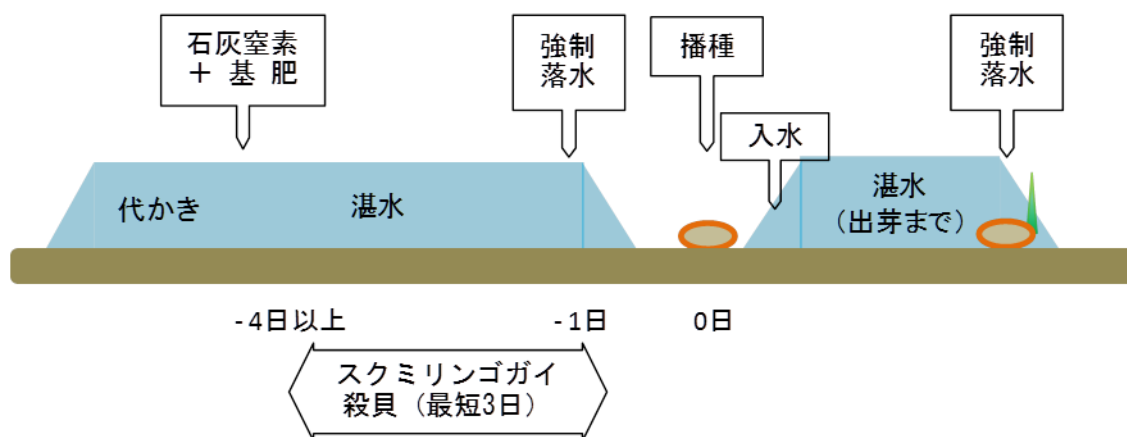 石灰窒素
＋ 基 肥
強制
落水
播種
入水
強制
落水
代かき
湛水
湛水
（出芽まで）
-4日以上
-1日
0日
スクミリンゴガイ
殺貝（最短3日）